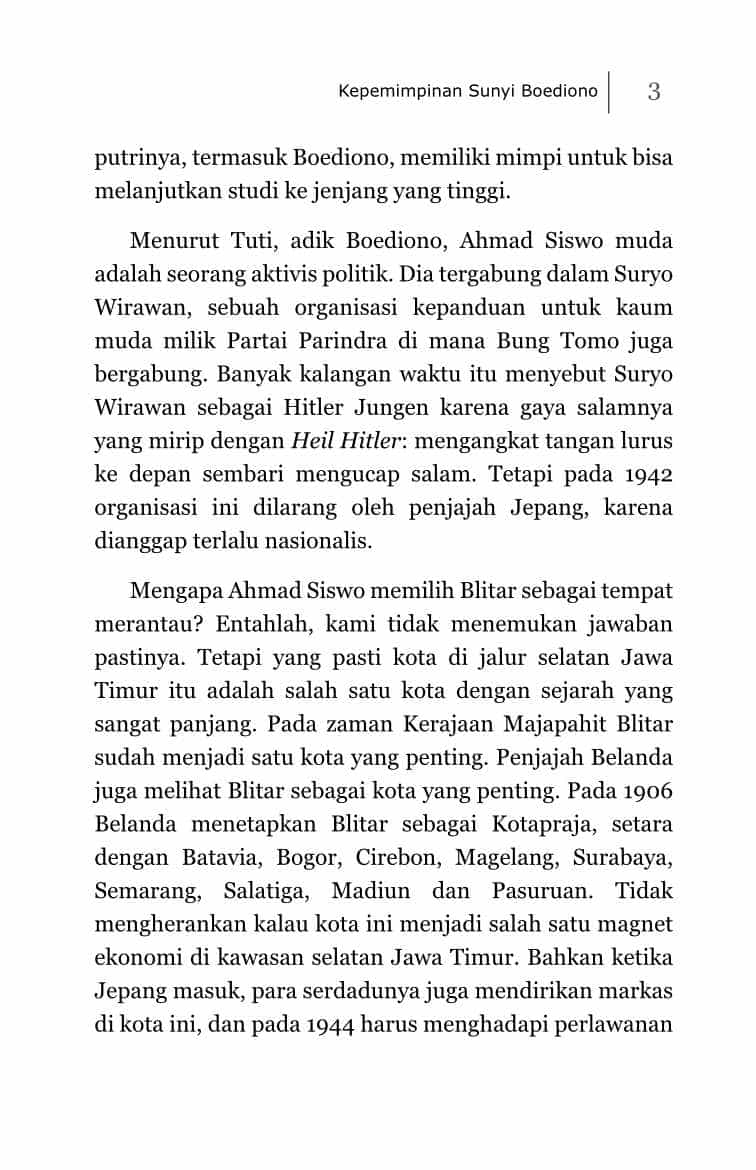 Kepemimpinan Sunyi Boediono 3
putrinya, termasuk Boediono, memiliki mimpi untuk bisa
melanjutkan studi ke jenjang yang tinggi.
Menurut Tuti, adik Boediono, Ahmad Siswo muda
adalah seorang aktivis politik. Dia tergabung dalam Suryo
Wirawan, sebuah organisasi kepanduan untuk kaum
muda milik Partai Parindra di mana Bung Tomo juga
bergabung. Banyak kalangan waktu itu menyebut Suryo
Wirawan sebagai Hitler Jungen karena gaya salamnya
yang mirip dengan Heil Hitler: mengangkat tangan lurus
ke depan sembari mengucap salam. Tetapi pada 1942
organisasi ini dilarang oleh penjajah Jepang, karena
dianggap terlalu nasionalis.
Mengapa Ahmad Siswo memilih Blitar sebagai tempat
merantau? Entahlah, kami tidak menemukan jawaban
pastinya. Tetapi yang pasti kota di jalur selatan Jawa
Timur itu adalah salah satu kota dengan sejarah yang
sangat panjang. Pada zaman Kerajaan Majapahit Blitar
sudah menjadi satu kota yang penting. Penjajah Belanda
juga melihat Blitar sebagai kota yang penting. Pada 1906
Belanda menetapkan Blitar sebagai Kotapraja, setara
dengan Batavia, Bogor, Cirebon, Magelang, Surabaya,
Semarang, Salatiga, Madiun dan Pasuruan. Tidak
mengherankan kalau kota ini menjadi salah satu magnet
ekonomi di kawasan selatan Jawa Timur. Bahkan ketika
Jepang masuk, para serdadunya juga mendirikan markas
di kota ini, dan pada 1944 harus menghadapi perlawanan